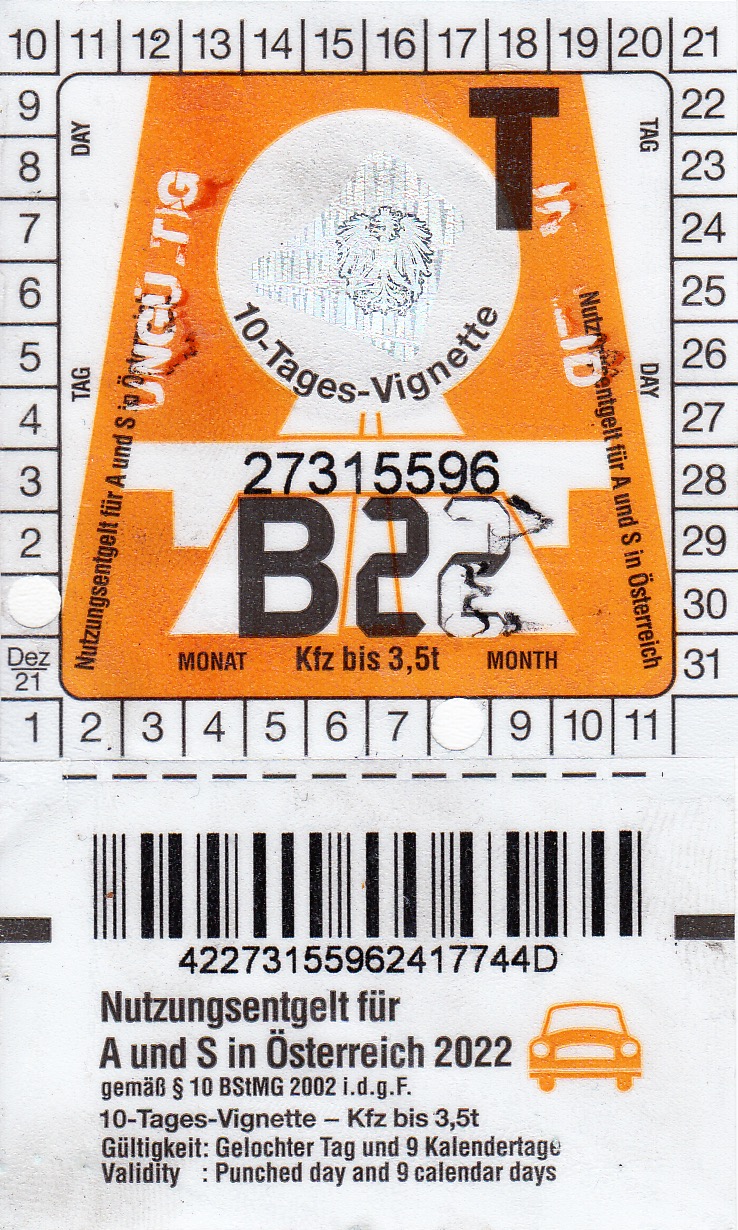 10 11 12 13 14 15 16 17 18 19 20 21
9 22
DAY TAG
8 23
7 24
6 25
5 26
TAG DAY
4 27
3 28
2 29
30
Dez
21
31
1 2 3 4 5 6 7 9 10 11
T
10-Tages-Vignette
27315596
B22
Nutzungsentgelt für A und S in
Nutzungsentgelt für A und S in Österreich
MONAT Kfz bis 3,5t MONTH
42273155962417744D
Nutzungsentgelt für
A und S in Österreich 2022
gemäß § 10 BStMG 2002 i.d.g.F.
10-Tages-Vignette – Kfz bis 3,5t
Gültigkeit: Gelochter Tag und 9 Kalendertage
Validity : Punched day and 9 calendar days